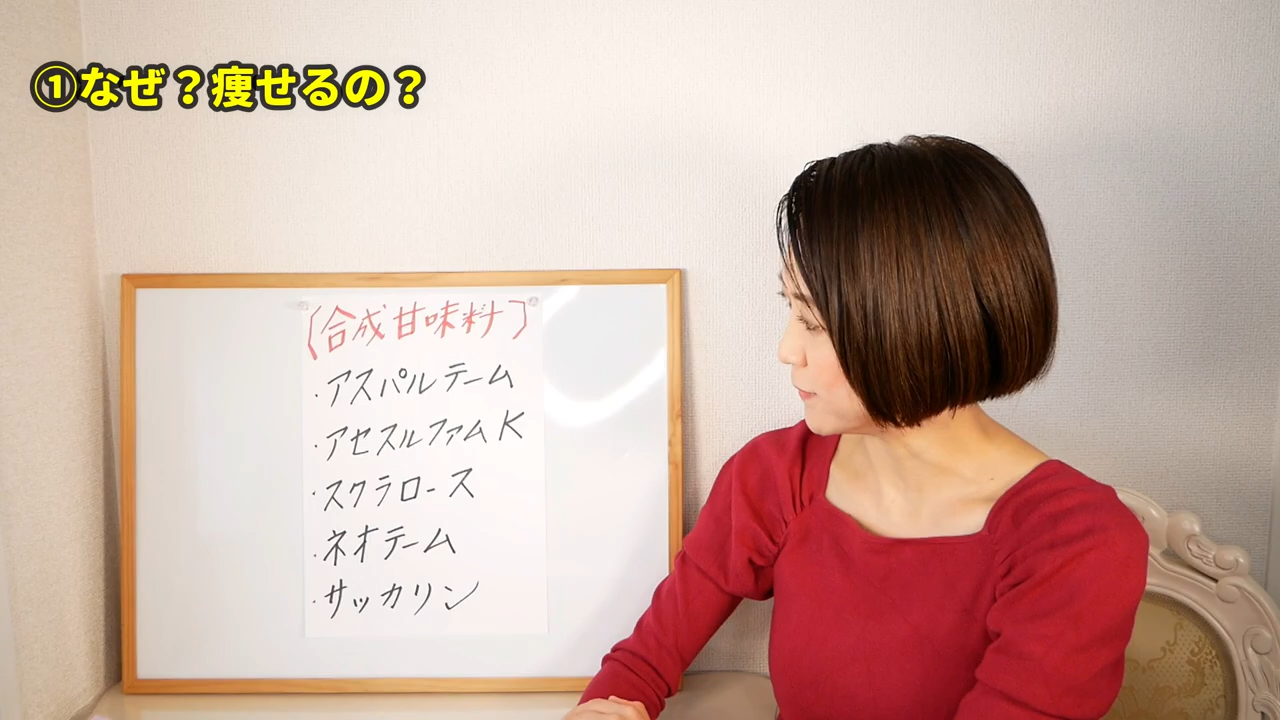 ①なぜ？痩せるの？
〔合成甘味料〕
・アスパルテーム
・アセスルファムK
・スクラロース
・ネオテーム
・サッカリン